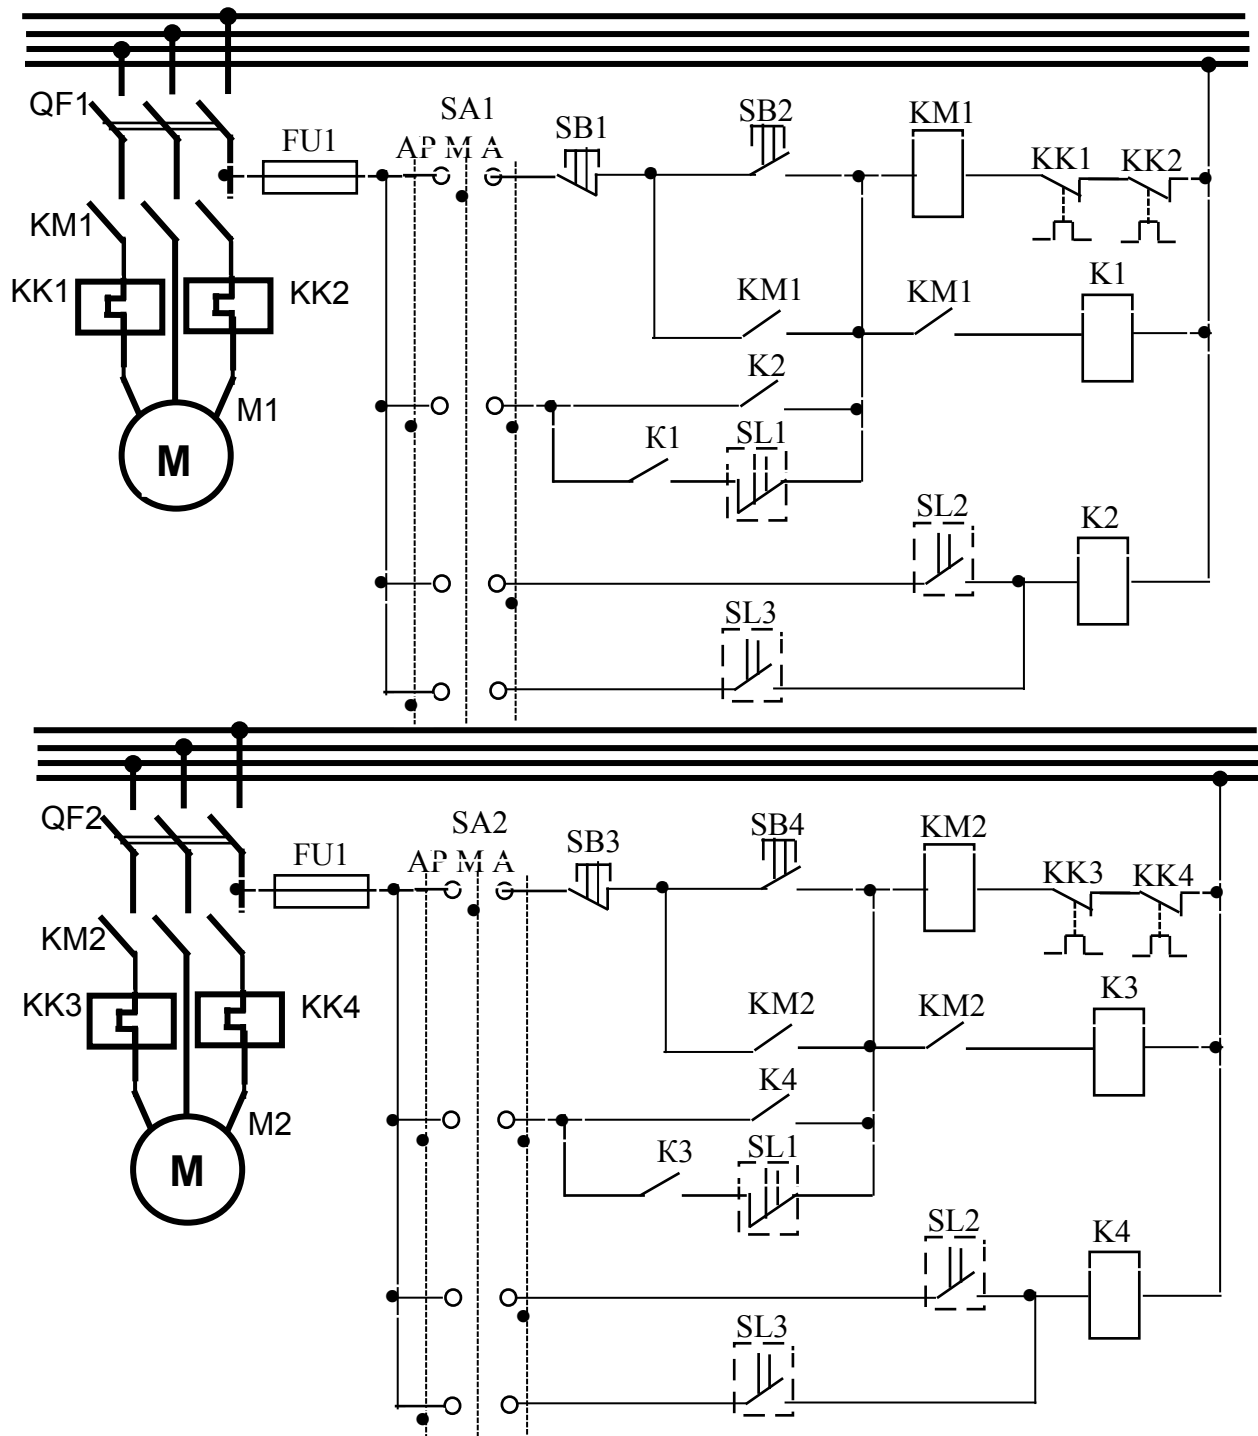 SA1
SB2
KM1
QF1
FU1
АР М А
SB1
KK1
KK2
KM1
KK1
KK2
KM1
KM1
K1
K2
M1
M
K1
SL1
SL2
K2
SL3
QF2
FU1
SA2
АР М А
SB3
SB4
KM2
KK3
KK4
KM2
KK3
KK4
KM2
KM2
K3
K4
M2
M
K3
SL1
SL2
K4
SL3